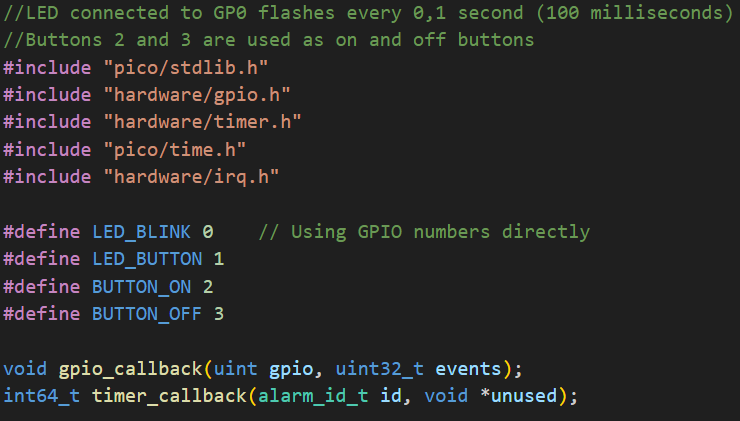 //LED connected to GP0 flashes every 0,1 second (100 milliseconds)
//Buttons 2 and 3 are used as on and off buttons
#include "pico/stdlib.h"
#include "hardware/gpio.h"
#include "hardware/timer.h"
#include "pico/time.h"
#include "hardware/irq.h"
#define LED_BLINK 0    // Using GPIO numbers directly
#define LED_BUTTON 1
#define BUTTON_ON 2
#define BUTTON_OFF 3
void gpio_callback(uint gpio, uint32_t events);
int64_t timer_callback(alarm_id_t id, void *unused);